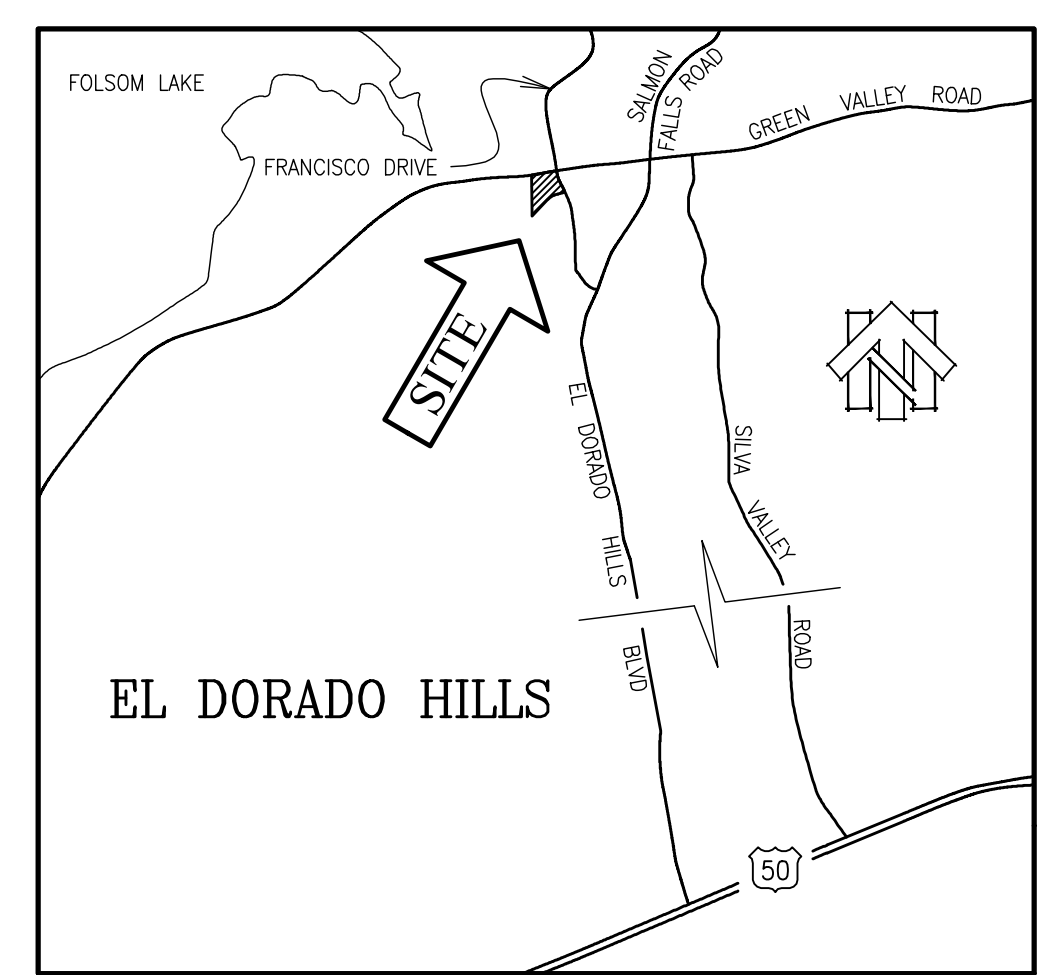 FOLSOM LAKE
SALMON
FALLS ROAD
GREEN VALLEY ROAD
FRANCISCO DRIVE
SITE
N
EL DORADO HILLS BLVD
SILVA VALLEY ROAD
EL DORADO HILLS
50